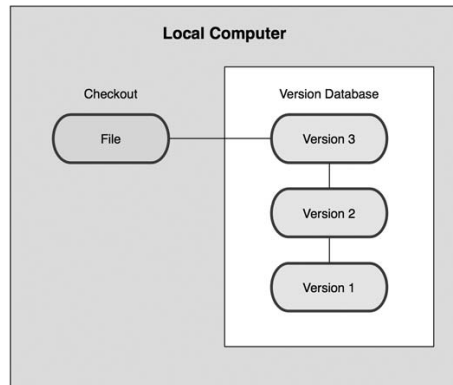 Local Computer
Checkout
Version Database
File
Version 3
Version 2
Version 1